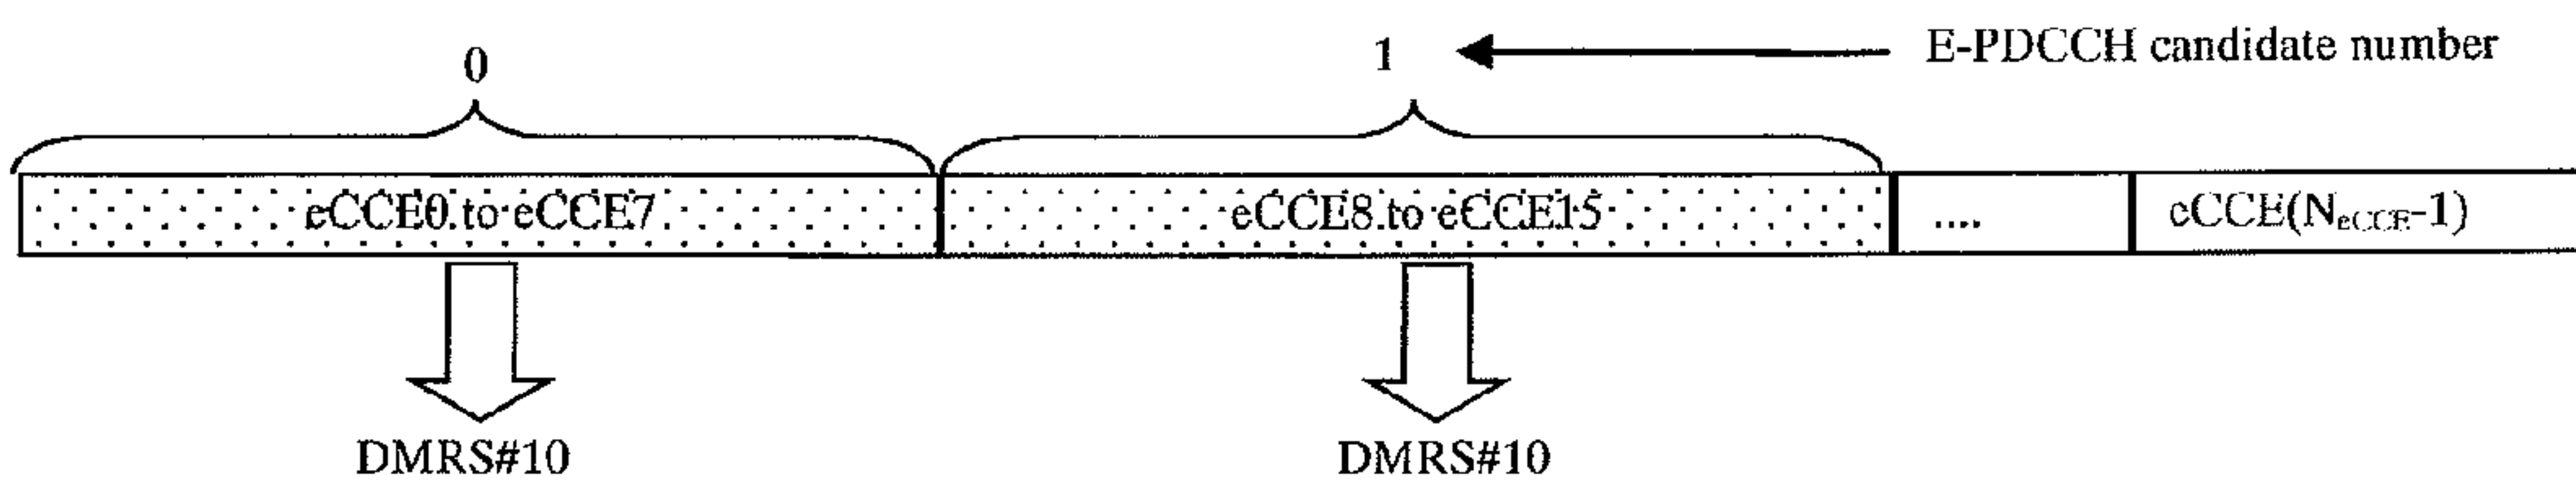 0
1
E-PDCCH candidate number
eCCE0 to eCCE7
eCCE8 to eCCE15
....
eCCE(NeCCE-1)
DMRS#10
DMRS#10